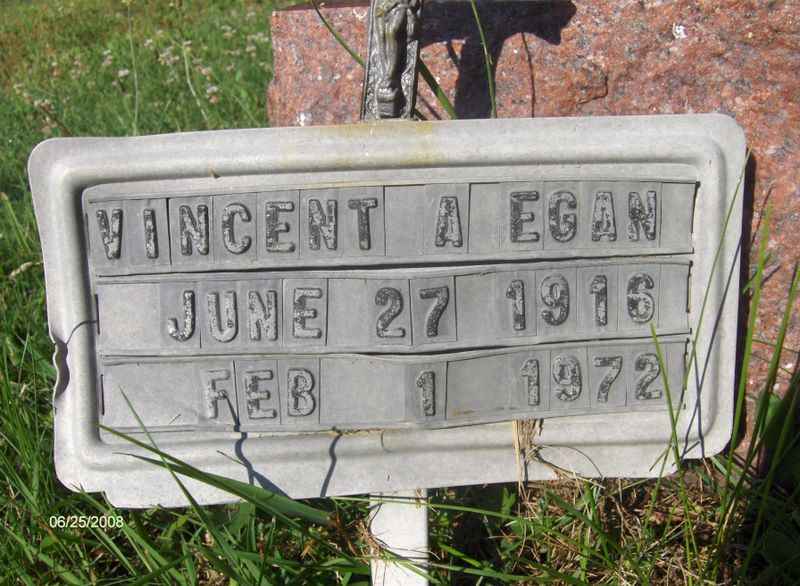 VINCENT A EGAN
JUNE 27 1916
FEB 1 1972
06/25/2008